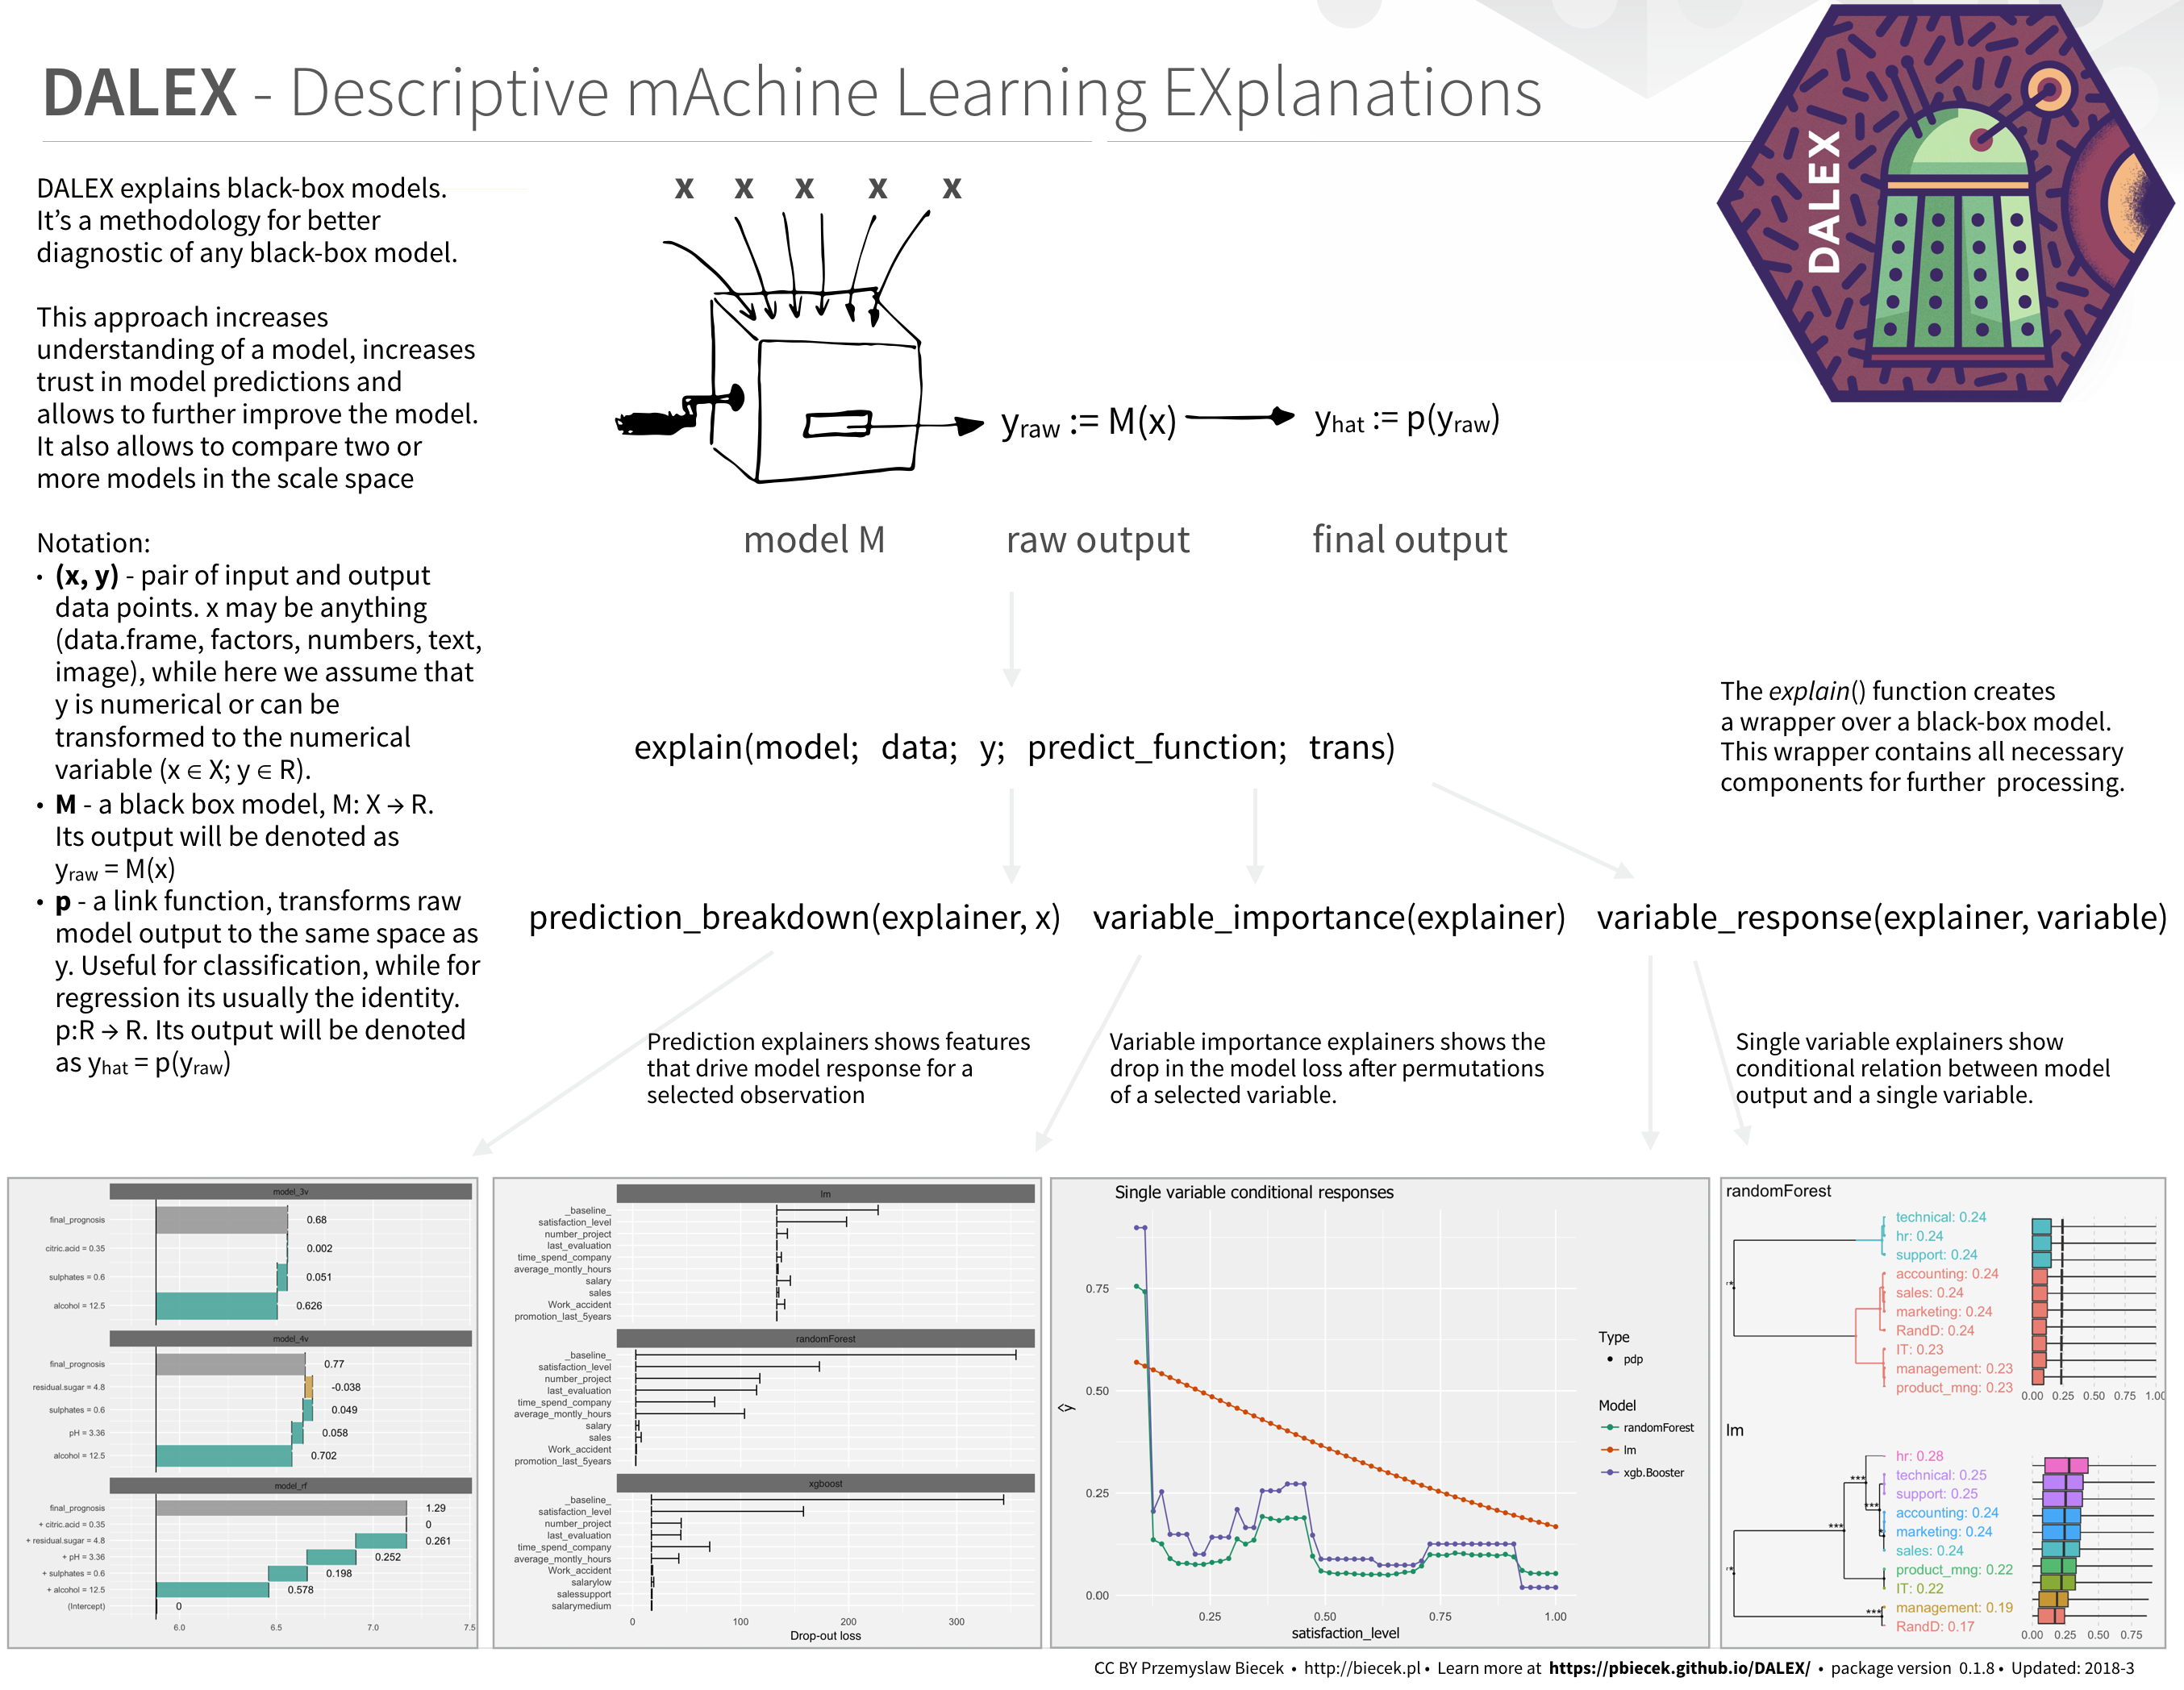 DALEX - Descriptive mAchine Learning EXplanations
DALEX
DALEX explains black-box models.
It's a methodology for better
diagnostic of any black-box model.
This approach increases
understanding of a model, increases
trust in model predictions and
allows to further improve the model.
It also allows to compare two or
more models in the scale space
Notation:
• (x, y) - pair of input and output
data points. x may be anything
(data.frame, factors, numbers, text,
image), while here we assume that
y is numerical or can be
transformed to the numerical
variable (x ∈ X; y ∈ R).
• M - a black box model, M: X → R.
Its output will be denoted as
yraw = M(x)
• p - a link function, transforms raw
model output to the same space as
y. Useful for classification, while for
regression its usually the identity.
p:R → R. Its output will be denoted
as yhat = p(yraw)
x x x x x
yraw := M(x)
yhat := p(yraw)
model M
raw output
final output
explain(model; data; y; predict_function; trans)
The explain() function creates
a wrapper over a black-box model.
This wrapper contains all necessary
components for further processing.
prediction_breakdown(explainer, x)
variable_importance(explainer)
variable_response(explainer, variable)
Prediction explainers shows features
that drive model response for a
selected observation
Variable importance explainers shows the
drop in the model loss after permutations
of a selected variable.
Single variable explainers show
conditional relation between model
output and a single variable.
model_3v
final_prognosis 0.68
citric.acid = 0.35 0.002
sulphates = 0.6 0.051
alcohol = 12.5 0.626
model_4v
final_prognosis 0.77
residual.sugar = 4.8 -0.038
sulphates = 0.6 0.049
pH = 3.36 0.058
alcohol = 12.5 0.702
model_rf
final_prognosis 1.29
+ citric.acid = 0.35 0
+ residual.sugar = 4.8 0.261
+ pH = 3.36 0.252
+ sulphates = 0.6 0.198
+ alcohol = 12.5 0.578
(Intercept) 0
6.0 6.5 7.0 7.5
lm
_baseline_
satisfaction_level
number_project
last_evaluation
time_spend_company
average_montly_hours
salary
sales
Work_accident
promotion_last_5years
randomForest
_baseline_
satisfaction_level
number_project
last_evaluation
time_spend_company
average_montly_hours
salary
sales
Work_accident
promotion_last_5years
xgboost
_baseline_
satisfaction_level
number_project
last_evaluation
time_spend_company
average_montly_hours
Work_accident
salarylow
salessupport
salarymedium
0 100 200 300
Drop-out loss
Single variable conditional responses
0.75
0.50
0.25
0.00
ŷ
0.25 0.50 0.75 1.00
satisfaction_level
Type
pdp
Model
randomForest
lm
xgb.Booster
randomForest
technical: 0.24
hr: 0.24
support: 0.24
accounting: 0.24
sales: 0.24
marketing: 0.24
RandD: 0.24
IT: 0.23
management: 0.23
product_mng: 0.23
0.00 0.25 0.50 0.75 1.00
lm
hr: 0.28
technical: 0.25
support: 0.25
accounting: 0.24
marketing: 0.24
sales: 0.24
product_mng: 0.22
IT: 0.22
management: 0.19
RandD: 0.17
*** *** *** ***
0.00 0.25 0.50 0.75
CC BY Przemyslaw Biecek • http://biecek.pl • Learn more at https://pbiecek.github.io/DALEX/ • package version 0.1.8 • Updated: 2018-3